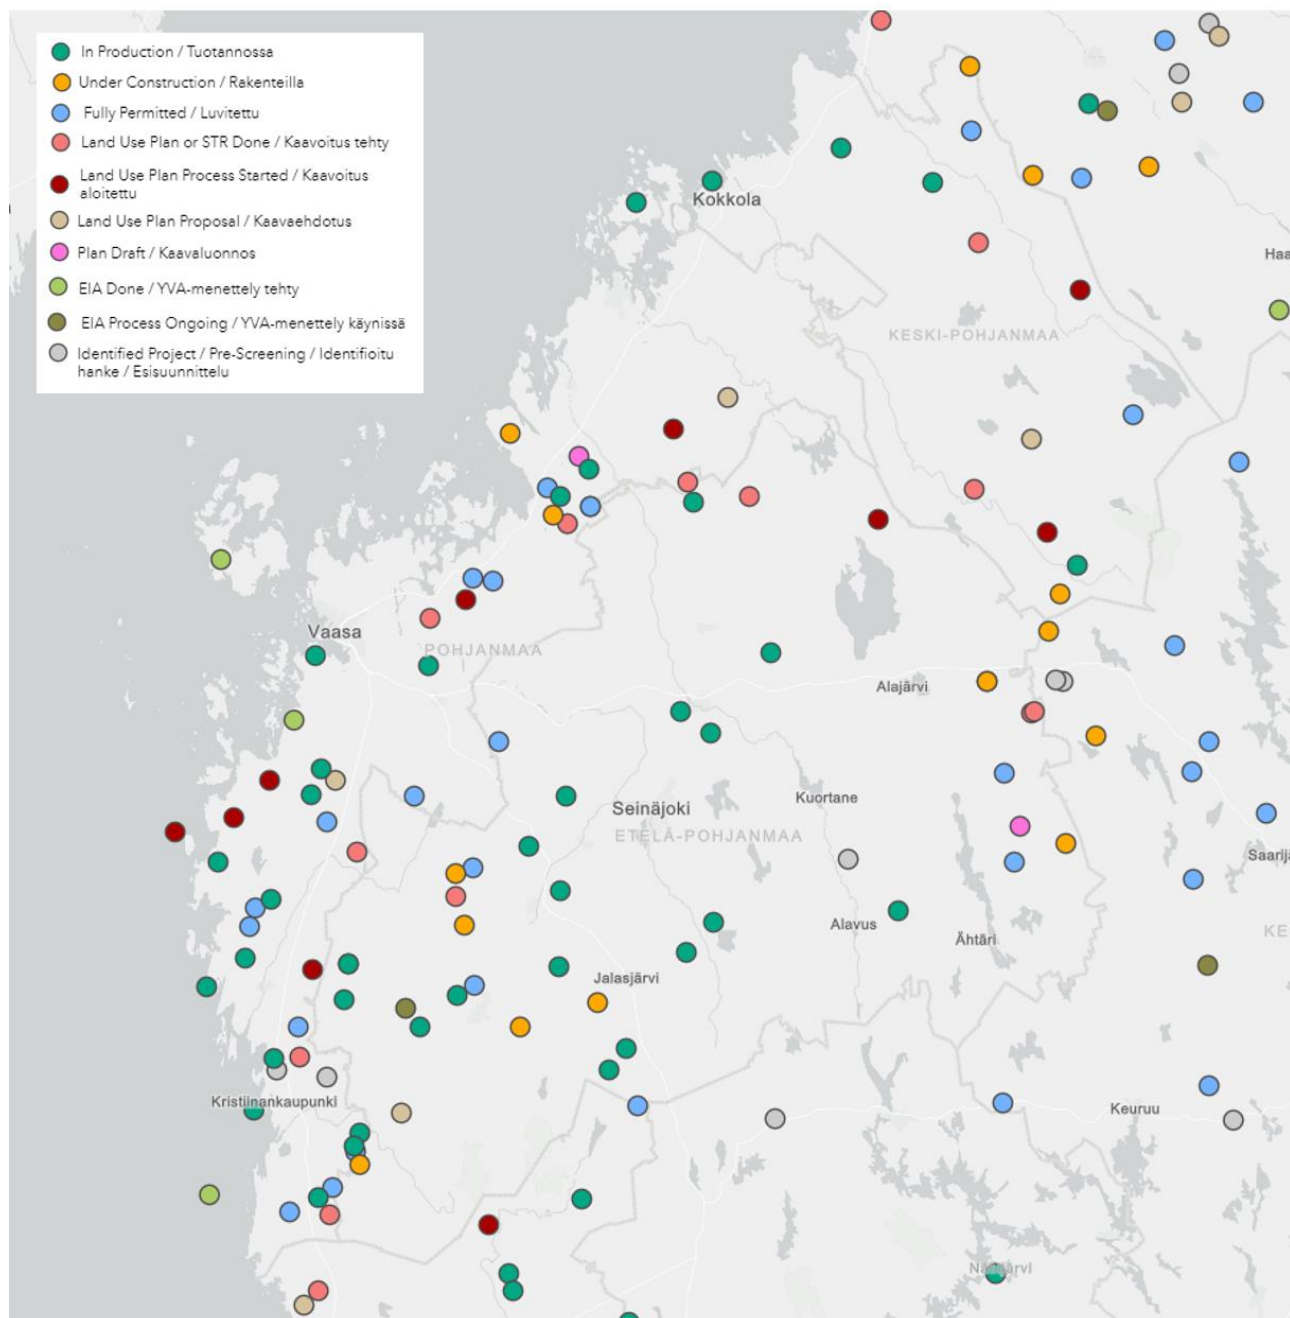 In Production / Tuotannossa
Under Construction / Rakenteilla
Fully Permitted / Luvitettu
Land Use Plan or STR Done / Kaavoitus tehty
Land Use Plan Process Started / Kaavoitus
aloitettu
Land Use Plan Proposal / Kaavaehdotus
Plan Draft / Kaavaluonnos
EIA Done / YVA-menettely tehty
EIA Process Ongoing / YVA-menettely käynissä
Identified Project / Pre-Screening / Identifioitu
hanke / Esisuunnittelu
Kokkola
Haa
KESKI-POHJANMAA
Vaasa
POHJANMAA
Alajärvi
Kuortane
Seinäjoki
ETELÄ-POHJANMAA
Saarijä
Alavus
Ähtäri
KE
Jalasjärvi
Kristiinankaupunki
Keuruu